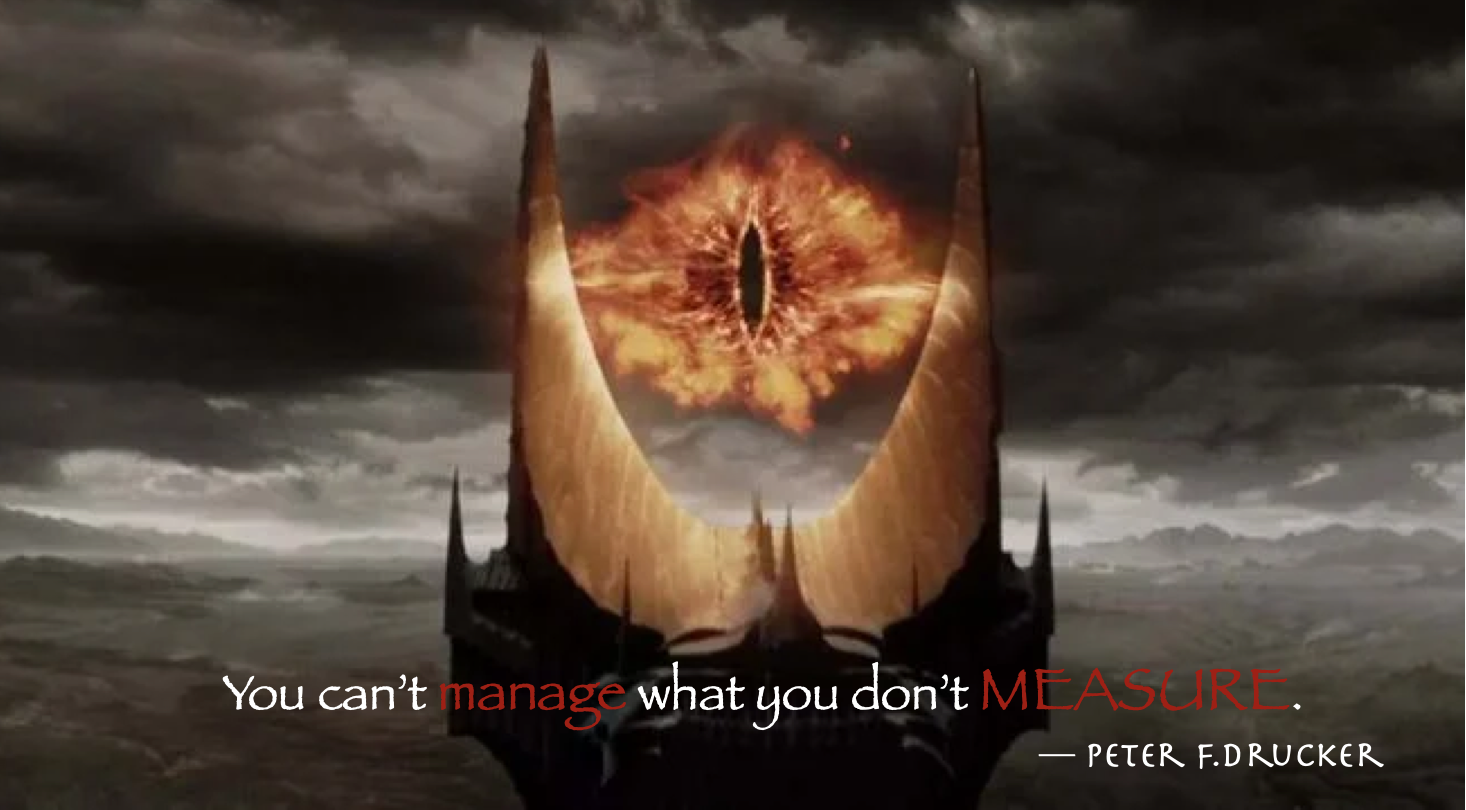 You can’t manage what you don’t MEASURE.
— PETER F.DRUCKER